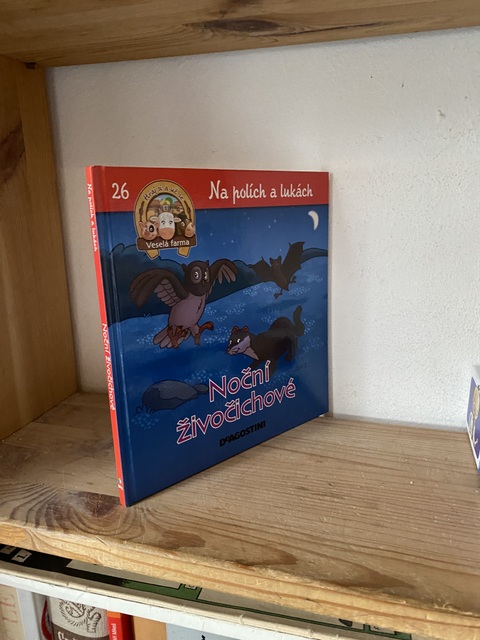 26
Na polích a lukách
Veselá farma
Noční
živočichové
DeAGOSTINI
Na polích a lukách
Noční živočichové